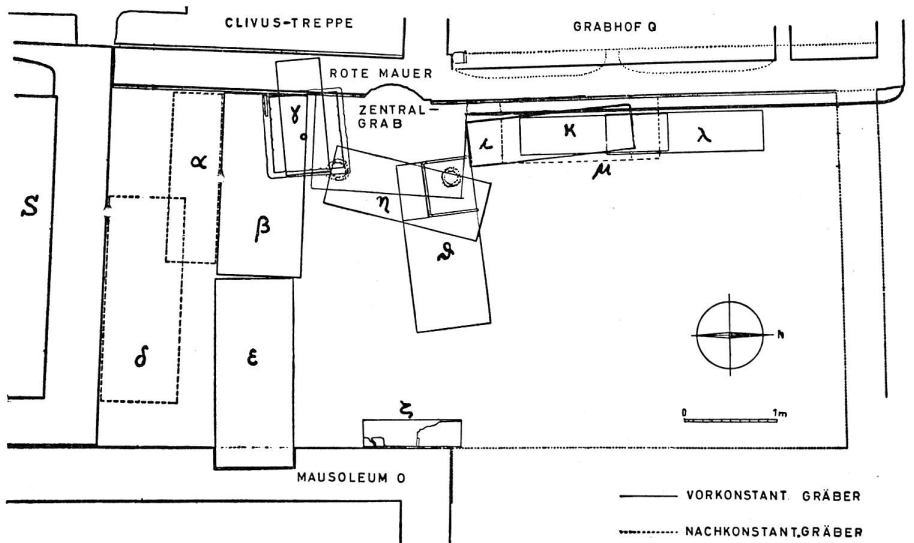 CLIVUS-TREPPE
GRABHOF Q
ROTE MAUER
ZENTRAL-
GRAB
S
α
β
γ
δ
ε
ζ
η
ϑ
ι
κ
λ
μ
N
0 1m
MAUSOLEUM O
VORKONSTANT. GRÄBER
NACHKONSTANT. GRÄBER